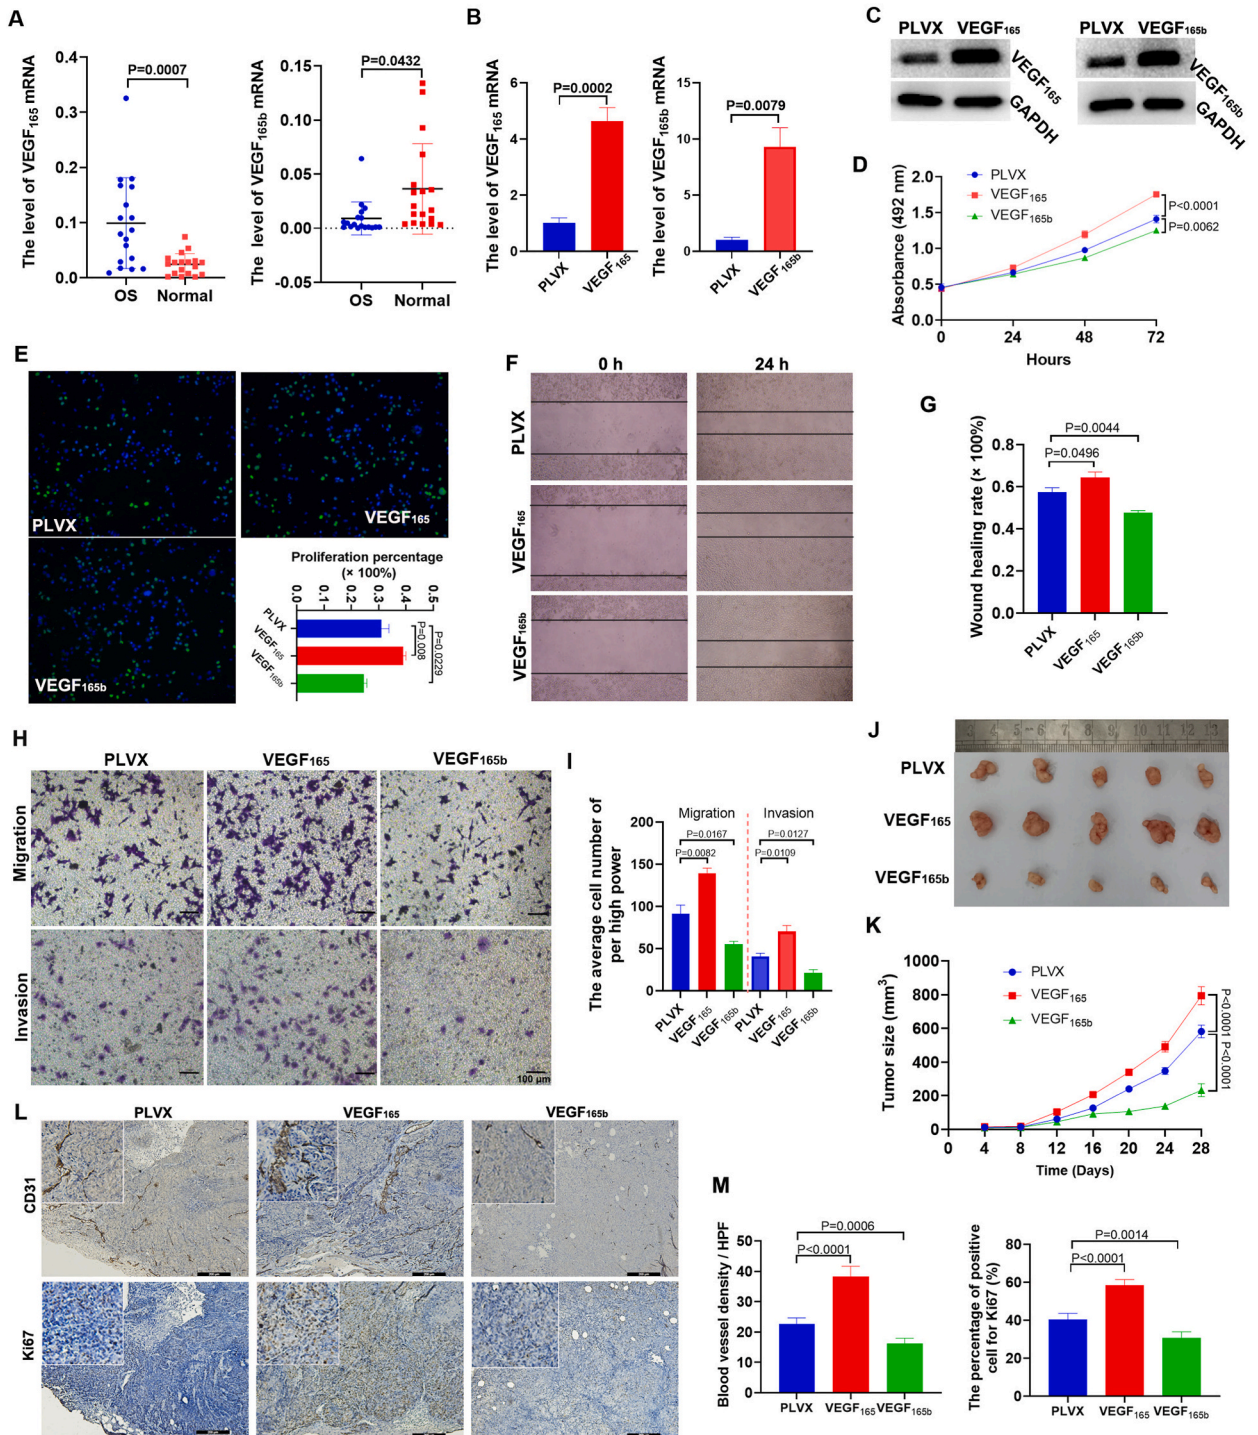 A
The level of VEGF165 mRNA
0.4
0.3
0.2
0.1
0.0
P=0.0007
OS
Normal
The level of VEGF165b mRNA
0.15
0.10
0.05
0.00
-0.05
P=0.0432
OS
Normal
B
The level of VEGF165 mRNA
6
4
2
0
P=0.0002
PLVX
VEGF165
The level of VEGF165b mRNA
15
10
5
0
P=0.0079
PLVX
VEGF165b
C
PLVX VEGF165
VEGF165
GAPDH
PLVX VEGF165b
VEGF165b
GAPDH
D
Absorbance (492 nm)
2.0
1.5
1.0
0.5
0.0
PLVX
VEGF165
VEGF165b
P<0.0001
P=0.0062
0 24 48 72
Hours
E
PLVX
VEGF165
VEGF165b
Proliferation percentage
(× 100%)
0.0 0.1 0.2 0.3 0.4 0.5
PLVX
VEGF165
VEGF165b
P=0.008
P=0.0229
F
0 h 24 h
PLVX
VEGF165
VEGF165b
G
Wound healing rate (× 100%)
0.8
0.6
0.4
0.2
0.0
P=0.0044
P=0.0496
PLVX
VEGF165
VEGF165b
H
PLVX VEGF165 VEGF165b
Migration
Invasion
100 μm
I
The average cell number of
per high power
200
150
100
50
0
Migration Invasion
P=0.0167 P=0.0127
P=0.0082 P=0.0109
PLVX
VEGF165
VEGF165b
PLVX
VEGF165
VEGF165b
J
3 4 5 6 7 8 9 10 11 12 13
PLVX
VEGF165
VEGF165b
K
Tumor size (mm3)
1000
800
600
400
200
0
PLVX
VEGF165
VEGF165b
P<0.0001
P<0.0001
0 4 8 12 16 20 24 28
Time (Days)
L
PLVX VEGF165 VEGF165b
CD31
Ki67
M
Blood vessel density / HPF
50
40
30
20
10
0
P=0.0006
P<0.0001
PLVX VEGF165 VEGF165b
The percentage of positive
cell for Ki67 (%)
80
60
40
20
0
P=0.0014
P<0.0001
PLVX VEGF165 VEGF165b